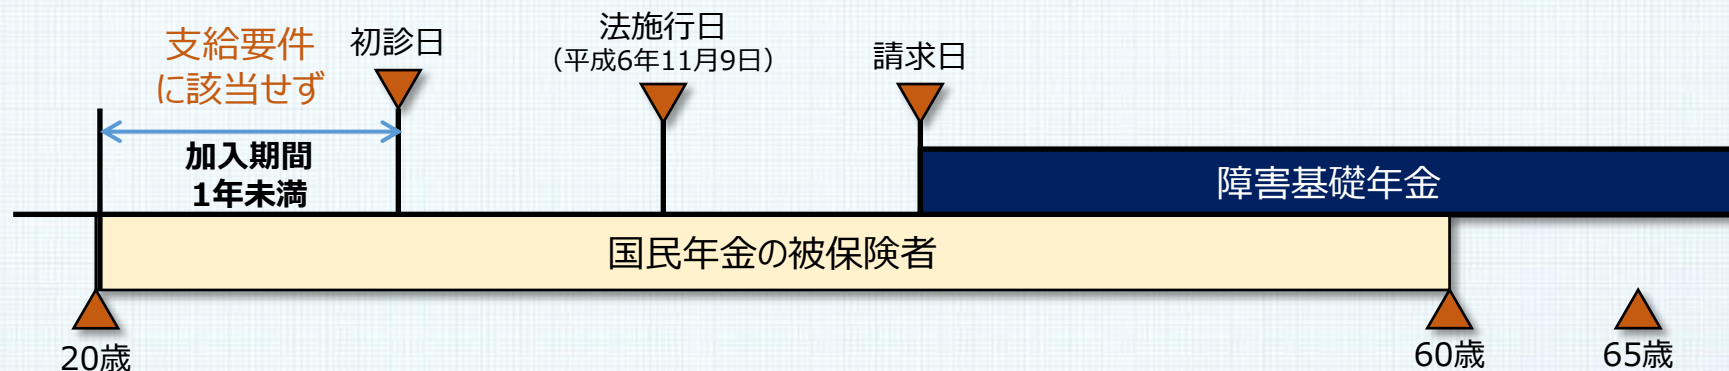 支給要件
に該当せず
初診日
法施行日
（平成6年11月9日）
請求日
加入期間
1年未満
障害基礎年金
国民年金の被保険者
20歳
60歳
65歳